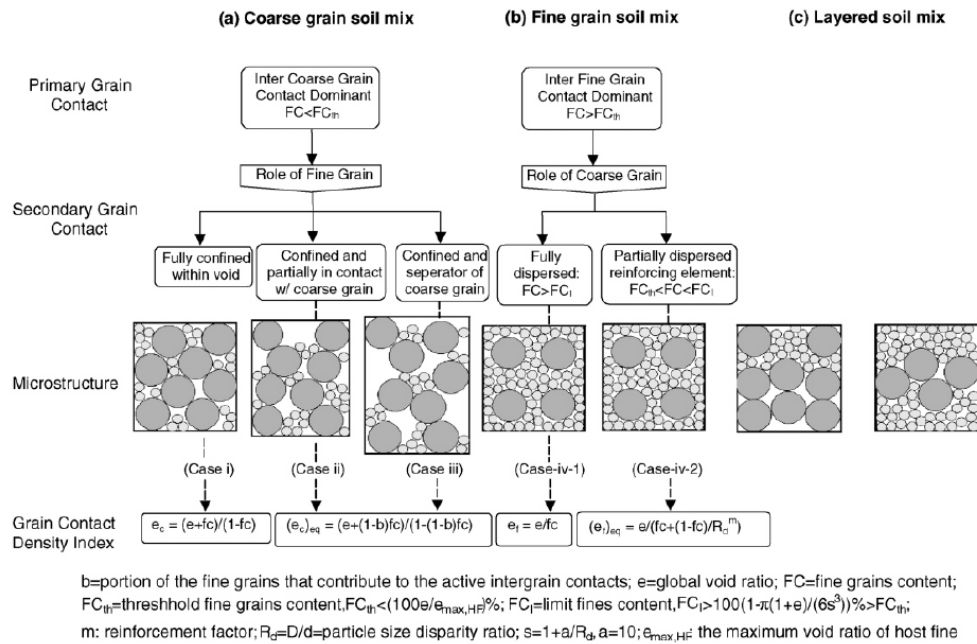 (a) Coarse grain soil mix
(b) Fine grain soil mix
(c) Layered soil mix
Primary Grain
Contact
Inter Coarse Grain
Contact Dominant
FC<FCth
Inter Fine Grain
Contact Dominant
FC>FCth
Role of Fine Grain
Role of Coarse Grain
Secondary Grain
Contact
Fully confined
within void
Confined and
partially in contact
w/ coarse grain
Confined and
seperator of
coarse grain
Fully
dispersed:
FC>FCl
Partially dispersed
reinforcing element:
FCth<FC<FCl
Microstructure
(Case i)
(Case ii)
(Case iii)
(Case-iv-1)
(Case-iv-2)
Grain Contact
Density Index
ec = (e+fc)/(1-fc)
(ec)eq = (e+(1-b)fc)/(1-(1-b)fc)
ef = e/fc
(ef)eq = e/(fc+(1-fc)/Rd^m)
b=portion of the fine grains that contribute to the active intergrain contacts; e=global void ratio; FC=fine grains content;
FCth=threshhold fine grains content,FCth<(100e/emax,HF)%; FCl=limit fines content,FCl>100(1-π(1+e)/(6s³))%>FCth;
m: reinforcement factor;Rd=D/d=particle size disparity ratio; s=1+a/Rd,a=10;emax,HF: the maximum void ratio of host fine